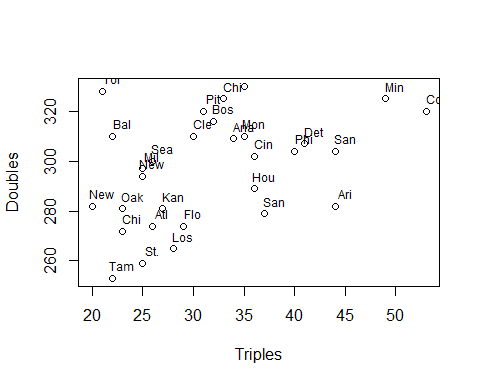 Tor
Chi
Min
Pit
Co
Bos
Bal
Cle
Ana
Mon
Det
Phi
San
Sea
Cin
Mil
New
Hou
New
Oak
Kan
San
Ari
Chi
Atl
Flo
Los
St.
Tam
20 25 30 35 40 45 50
260 280 300 320
Triples
Doubles